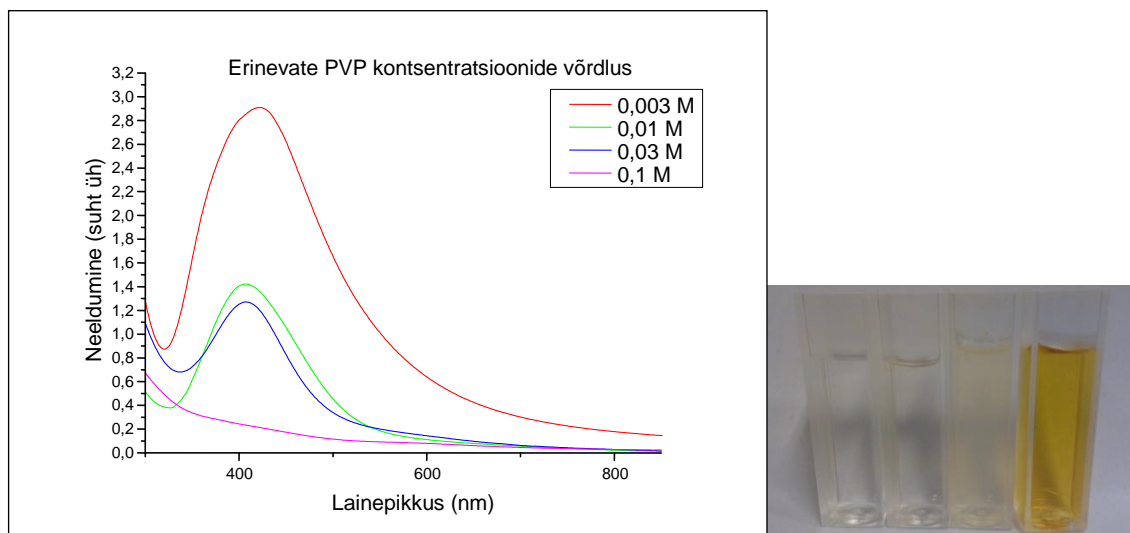 Erinevate PVP kontsentratsioonide võrdlus
3,2
3,0
2,8
2,6
2,4
2,2
2,0
1,8
1,6
1,4
1,2
1,0
0,8
0,6
0,4
0,2
0,0
Neeldumine (suht üh)
0,003 M
0,01 M
0,03 M
0,1 M
400
600
800
Lainepikkus (nm)